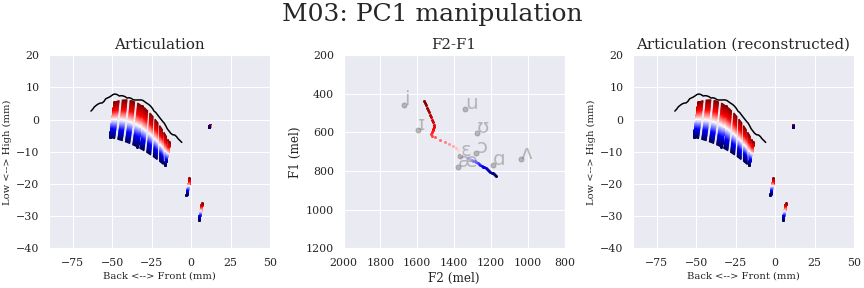 M03: PC1 manipulation
Articulation
F2-F1
Articulation (reconstructed)
20
10
0
−10
−20
−30
−40
Low <--> High (mm)
−75
−50
−25
0
25
50
Back <--> Front (mm)
200
400
600
800
1000
1200
F1 (mel)
i
u
ɪ
ʊ
ɛ
ɔ
æ
ɑ
ʌ
2000
1800
1600
1400
1200
1000
800
F2 (mel)
20
10
0
−10
−20
−30
−40
Low <--> High (mm)
−75
−50
−25
0
25
50
Back <--> Front (mm)